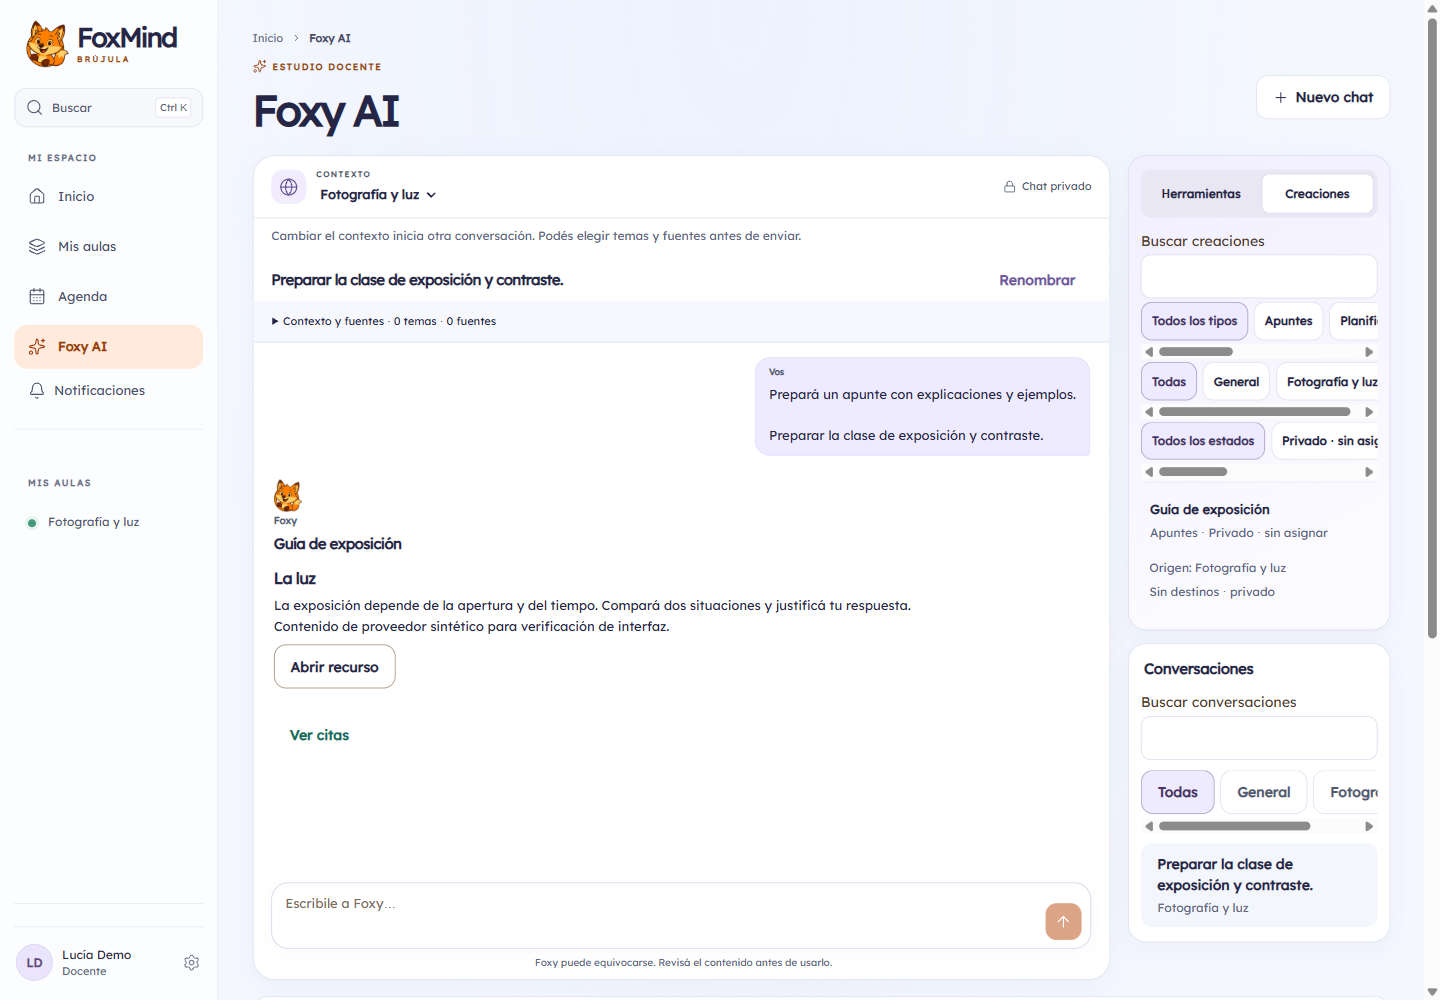 FoxMind
BRÚJULA
Buscar
Ctrl K
MI ESPACIO
Inicio
Mis aulas
Agenda
Foxy AI
Notificaciones
MIS AULAS
Fotografía y luz
LD
Lucía Demo
Docente
Inicio > Foxy AI
ESTUDIO DOCENTE
Foxy AI
+ Nuevo chat
CONTEXTO
Fotografía y luz
Chat privado
Cambiar el contexto inicia otra conversación. Podés elegir temas y fuentes antes de enviar.
Preparar la clase de exposición y contraste.
Renombrar
Contexto y fuentes · 0 temas · 0 fuentes
Vos
Prepará un apunte con explicaciones y ejemplos.
Preparar la clase de exposición y contraste.
Foxy
Guía de exposición
La luz
La exposición depende de la apertura y del tiempo. Compará dos situaciones y justificá tu respuesta.
Contenido de proveedor sintético para verificación de interfaz.
Abrir recurso
Ver citas
Escribile a Foxy...
Foxy puede equivocarse. Revisá el contenido antes de usarlo.
Herramientas
Creaciones
Buscar creaciones
Todos los tipos
Apuntes
Planifi
Todas
General
Fotografía y luz
Todos los estados
Privado · sin asig
Guía de exposición
Apuntes · Privado · sin asignar
Origen: Fotografía y luz
Sin destinos · privado
Conversaciones
Buscar conversaciones
Todas
General
Fotogra
Preparar la clase de
exposición y contraste.
Fotografía y luz